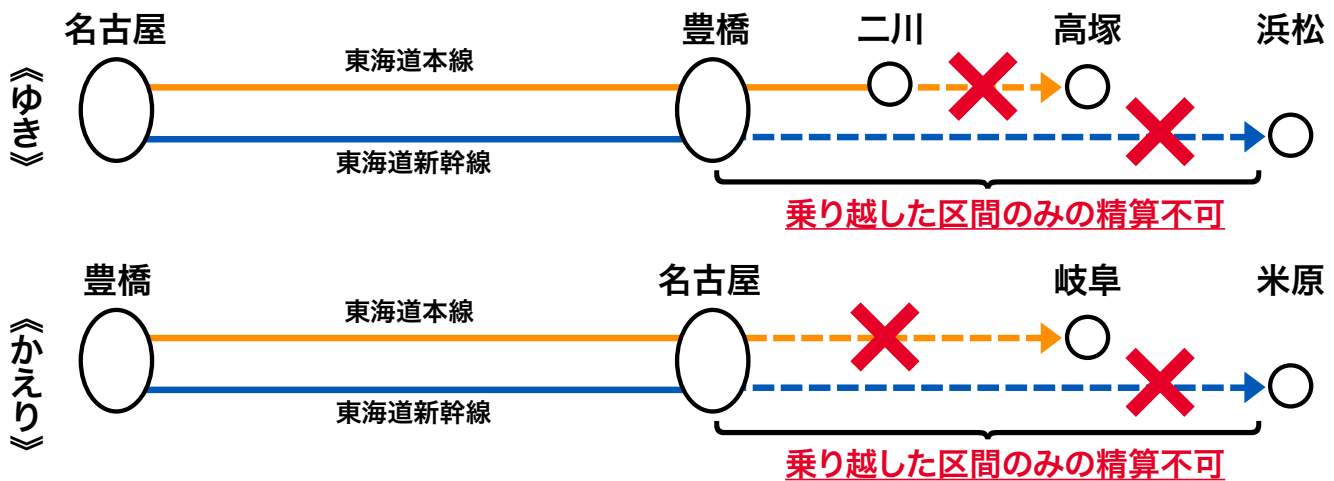 名古屋 豊橋 二川 高塚 浜松
《ゆき》
東海道本線
東海道新幹線
乗り越した区間のみの精算不可
豊橋 名古屋 岐阜 米原
《かえり》
東海道本線
東海道新幹線
乗り越した区間のみの精算不可